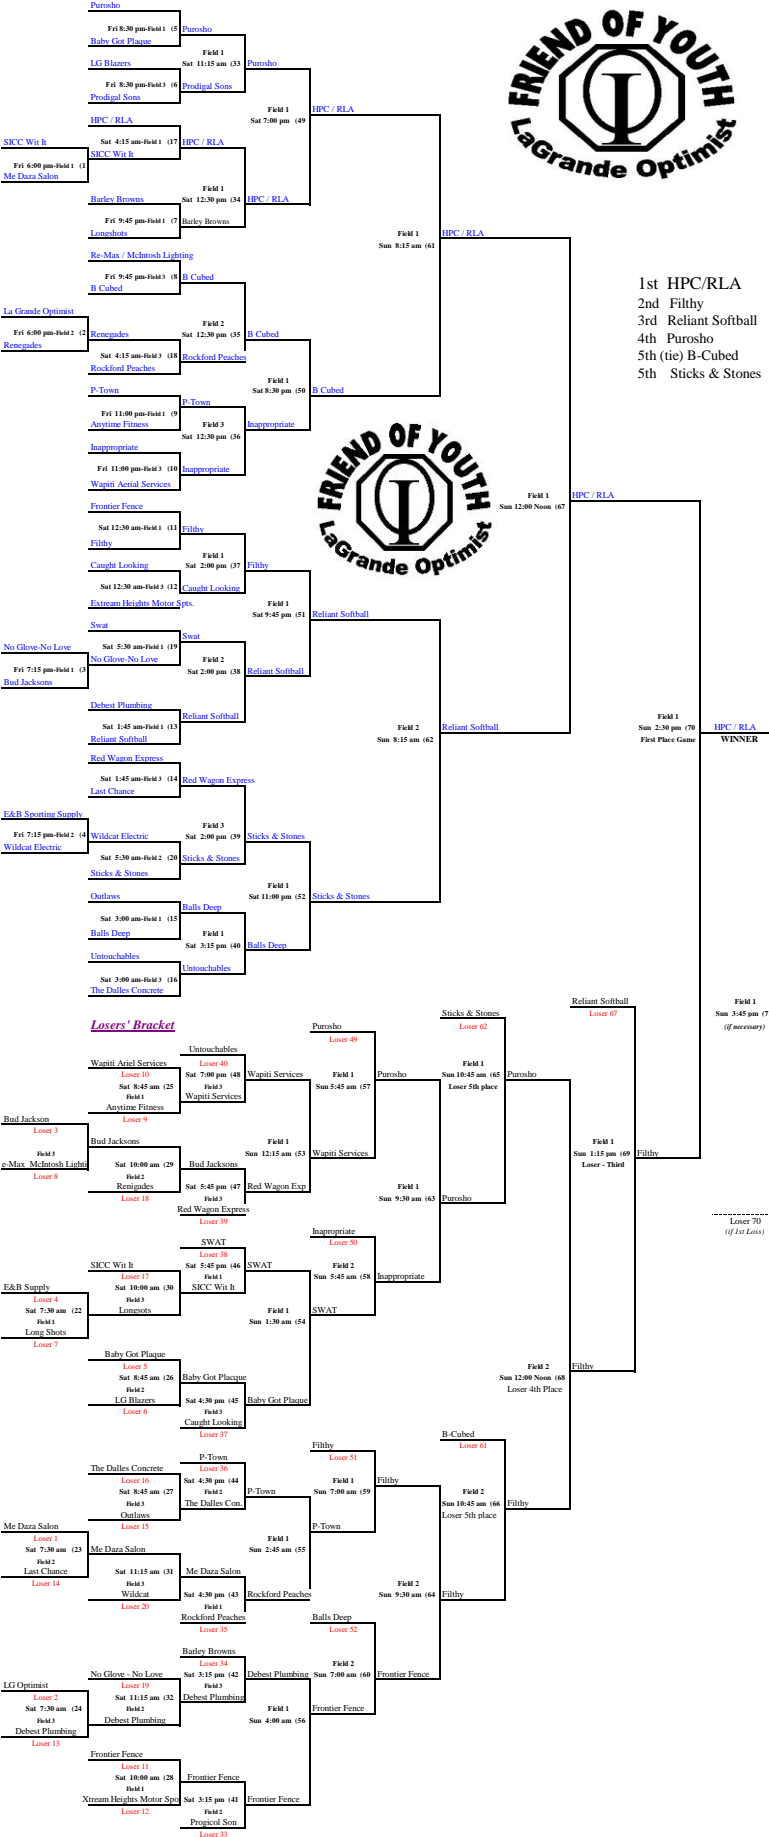 Purosho
Fri 8:30 pm-Field 1 (5
Purosho
Baby Got Plaque
Field 1
Sat 11:15 am (33
Purosho
LG Blazers
Fri 8:30 pm-Field 3 (6
Prodigal Sons
Prodigal Sons
Field 1
Sat 7:00 pm (49
HPC / RLA
HPC / RLA
SICC Wit It
Sat 4:15 am-Field 1 (17
HPC / RLA
Fri 6:00 pm-Field 1 (1
SICC Wit It
Me Daza Salon
Field 1
Sat 12:30 pm (34
HPC / RLA
Barley Browns
Fri 9:45 pm-Field 1 (7
Barley Browns
Longshots
Field 1
Sun 8:15 am (61
HPC / RLA
Re-Max / McIntosh Lighting
Fri 9:45 pm-Field 3 (8
B Cubed
B Cubed
La Grande Optimist
Field 2
Sat 12:30 pm (35
B Cubed
Fri 6:00 pm-Field 2 (2
Renegades
Renegades
Sat 4:15 am-Field 3 (18
Rockford Peaches
Rockford Peaches
Field 1
Sat 8:30 pm (50
B Cubed
P-Town
Fri 11:00 pm-Field 1 (9
P-Town
Anytime Fitness
Field 3
Sat 12:30 pm (36
Inappropriate
Inappropriate
Fri 11:00 pm-Field 3 (10
Inappropriate
Wapiti Aerial Services
FRIEND OF YOUTH
LaGrande Optimist
1st HPC/RLA
2nd Filthy
3rd Reliant Softball
4th Purosho
5th (tie) B-Cubed
5th Sticks & Stones
FRIEND OF YOUTH
LaGrande Optimist
Field 1
Sun 12:00 Noon (67
HPC / RLA
Frontier Fence
Sat 12:30 am-Field 1 (11
Filthy
Filthy
Field 1
Sat 2:00 pm (37
Filthy
Caught Looking
Sat 12:30 am-Field 3 (12
Caught Looking
Extream Heights Motor Spts.
Field 1
Sat 9:45 pm (51
Reliant Softball
Swat
No Glove-No Love
Sat 5:30 am-Field 1 (19
Swat
Fri 7:15 pm-Field 1 (3
No Glove-No Love
Bud Jacksons
Field 2
Sat 2:00 pm (38
Reliant Softball
Debest Plumbing
Sat 1:45 am-Field 1 (13
Reliant Softball
Reliant Softball
Field 2
Sun 8:15 am (62
Reliant Softball
Field 1
Sun 2:30 pm (70
First Place Game
HPC / RLA
WINNER
Red Wagon Express
Sat 1:45 am-Field 3 (14
Red Wagon Express
Last Chance
E&B Sporting Supply
Field 3
Sat 2:00 pm (39
Sticks & Stones
Fri 7:15 pm-Field 2 (4
Wildcat Electric
Wildcat Electric
Sat 5:30 am-Field 2 (20
Sticks & Stones
Sticks & Stones
Field 1
Sat 11:00 pm (52
Sticks & Stones
Outlaws
Sat 3:00 am-Field 1 (15
Balls Deep
Balls Deep
Field 1
Sat 3:15 pm (40
Balls Deep
Untouchables
Sat 3:00 am-Field 3 (16
Untouchables
The Dalles Concrete
Losers' Bracket
Reliant Softball
Loser 67
Field 1
Sun 3:45 pm (7
(if necessary)
Sticks & Stones
Loser 62
Purosho
Loser 49
Untouchables
Loser 40
Wapiti Ariel Services
Loser 10
Sat 7:00 pm (48
Field 3
Wapiti Services
Sat 8:45 am (25
Field 1
Wapiti Services
Anytime Fitness
Loser 9
Field 1
Sun 5:45 am (57
Purosho
Field 1
Sun 10:45 am (65
Loser 5th place
Purosho
Bud Jackson
Loser 3
Field 3
e-Max McIntosh Lighti
Loser 8
Bud Jacksons
Sat 10:00 am (29
Field 2
Bud Jacksons
Renigades
Loser 18
Field 1
Sun 12:15 am (53
Wapiti Services
Sat 5:45 pm (47
Field 3
Red Wagon Exp
Red Wagon Express
Loser 39
Field 1
Sun 9:30 am (63
Purosho
Field 1
Sun 1:15 pm (69
Loser - Third
Filthy
Loser 70
(if 1st Loss)
Inapropriate
Loser 50
SWAT
Loser 38
SICC Wit It
Loser 17
Sat 5:45 pm (46
Field 1
SWAT
Sat 10:00 am (30
Field 3
SICC Wit It
Longsots
E&B Supply
Loser 4
Sat 7:30 am (22
Field 1
Long Shots
Loser 7
Field 2
Sun 5:45 am (58
Inappropriate
Field 1
Sun 1:30 am (54
SWAT
Baby Got Plaque
Loser 5
Sat 8:45 am (26
Field 2
Baby Got Placque
LG Blazers
Loser 6
Sat 4:30 pm (45
Field 3
Baby Got Plaque
Caught Looking
Loser 37
Field 2
Sun 12:00 Noon (68
Loser 4th Place
Filthy
B-Cubed
Loser 61
Filthy
Loser 51
P-Town
Loser 36
The Dalles Concrete
Loser 16
Sat 4:30 pm (44
Field 2
P-Town
Sat 8:45 am (27
Field 3
The Dalles Con.
Outlaws
Loser 15
Field 1
Sun 7:00 am (59
Filthy
Field 2
Sun 10:45 am (66
Loser 5th place
Filthy
Me Daza Salon
Loser 1
Sat 7:30 am (23
Field 2
Last Chance
Loser 14
Me Daza Salon
Sat 11:15 am (31
Field 3
Me Daza Salon
Wildcat
Loser 20
Field 1
Sun 2:45 am (55
P-Town
Sat 4:30 pm (43
Field 1
Rockford Peaches
Rockford Peaches
Loser 35
Field 2
Sun 9:30 am (64
Filthy
Balls Deep
Loser 52
Barley Browns
Loser 34
No Glove - No Love
Loser 19
Sat 3:15 pm (42
Field 3
Debest Plumbing
Sat 11:15 am (32
Field 2
Debest Plumbing
Debest Plumbing
LG Optimist
Loser 2
Sat 7:30 am (24
Field 3
Debest Plumbing
Loser 13
Field 2
Sun 7:00 am (60
Frontier Fence
Field 1
Sun 4:00 am (56
Frontier Fence
Frontier Fence
Loser 11
Sat 10:00 am (28
Field 1
Frontier Fence
Xtream Heights Motor Spo
Loser 12
Sat 3:15 pm (41
Field 2
Frontier Fence
Progicol Son
Loser 33